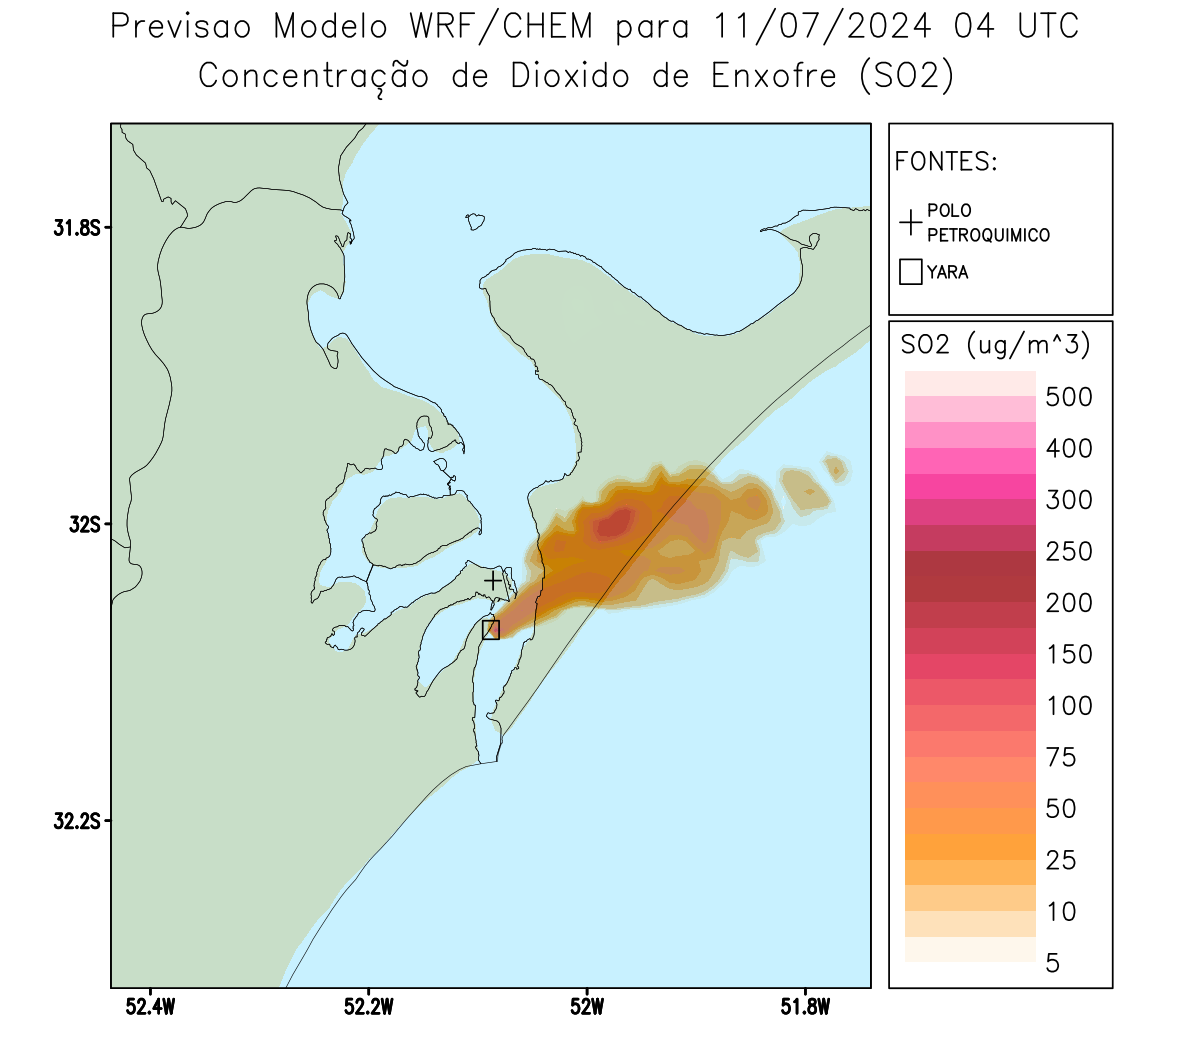 Previsao Modelo WRF/CHEM para 11/07/2024 04 UTC
Concentração de Dioxido de Enxofre (SO2)
FONTES:
POLO
PETROQUIMICO
YARA
31.8S
32S
32.2S
52.4W
52.2W
52W
51.8W
SO2 (ug/m^3)
500
400
300
250
200
150
100
75
50
25
10
5